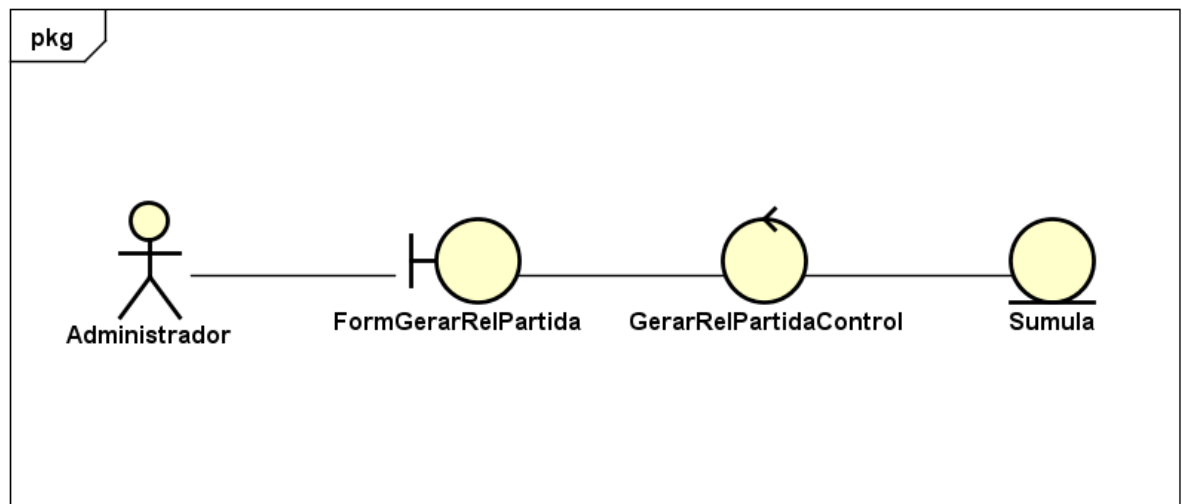 pkg
Administrador
FormGerarRelPartida
GerarRelPartidaControl
Sumula